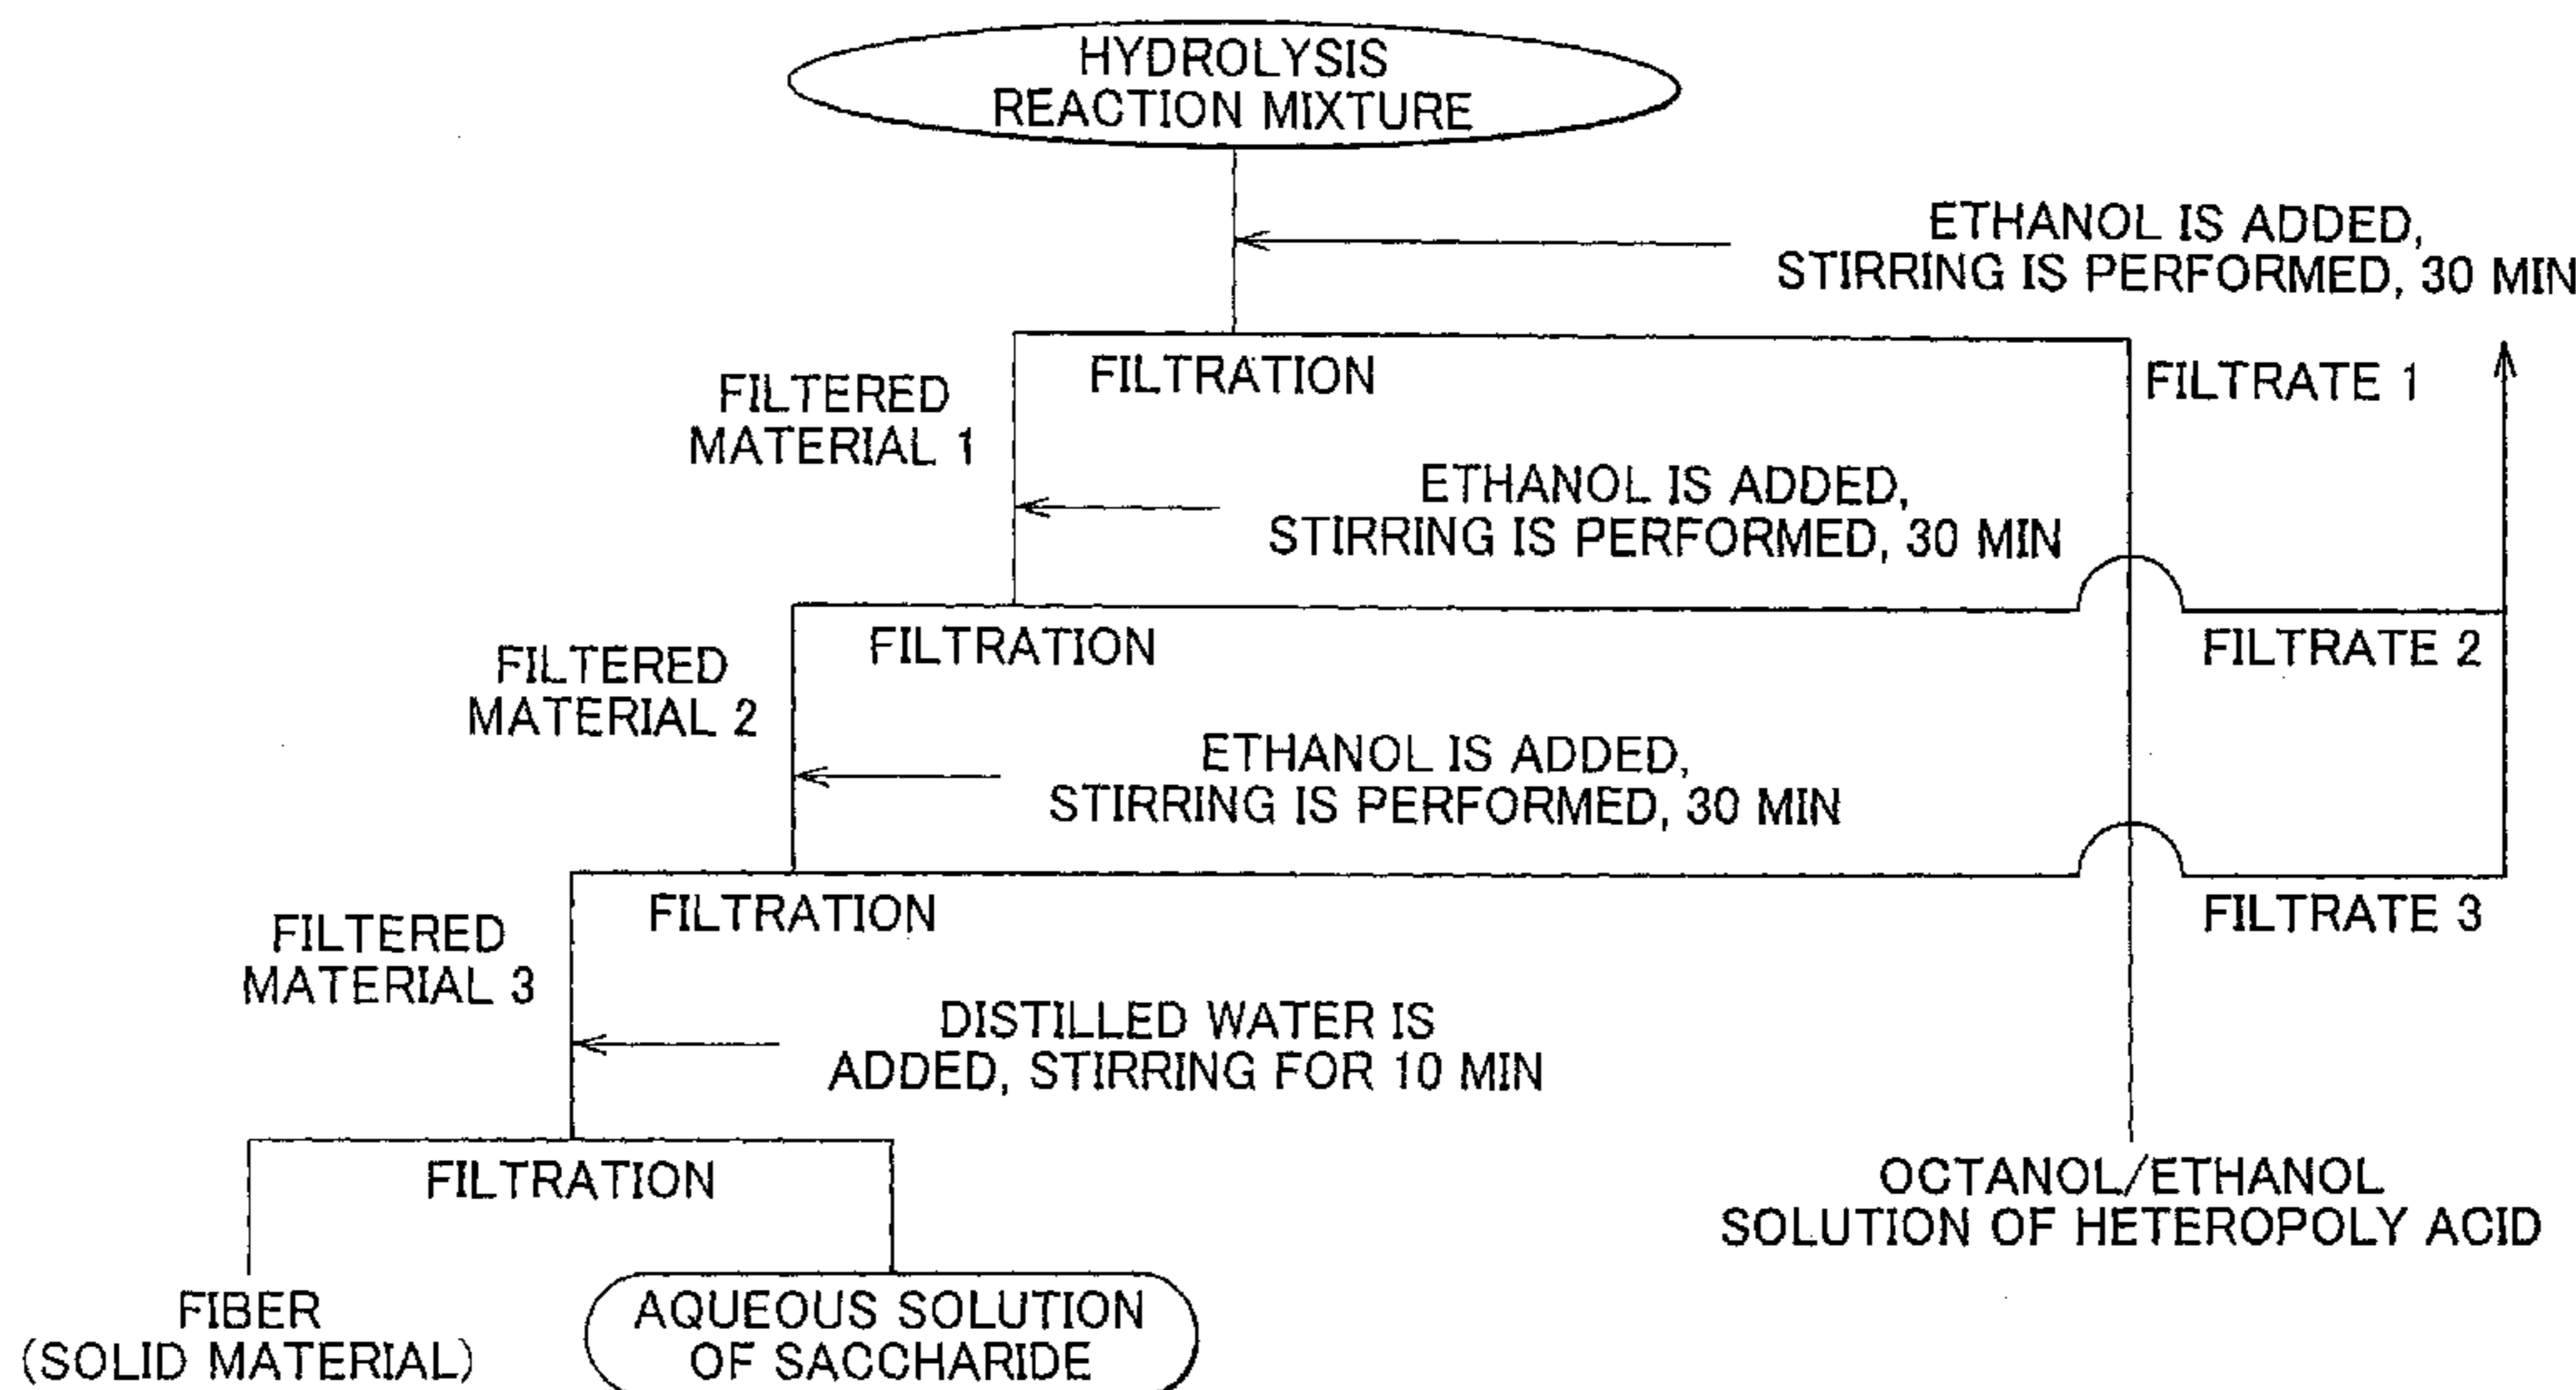 HYDROLYSIS
REACTION MIXTURE
ETHANOL IS ADDED,
STIRRING IS PERFORMED, 30 MIN
FILTRATION
FILTRATE 1
FILTERED
MATERIAL 1
ETHANOL IS ADDED,
STIRRING IS PERFORMED, 30 MIN
FILTRATION
FILTRATE 2
FILTERED
MATERIAL 2
ETHANOL IS ADDED,
STIRRING IS PERFORMED, 30 MIN
FILTRATION
FILTRATE 3
FILTERED
MATERIAL 3
DISTILLED WATER IS
ADDED, STIRRING FOR 10 MIN
FILTRATION
OCTANOL/ETHANOL
SOLUTION OF HETEROPOLY ACID
FIBER
(SOLID MATERIAL)
AQUEOUS SOLUTION
OF SACCHARIDE